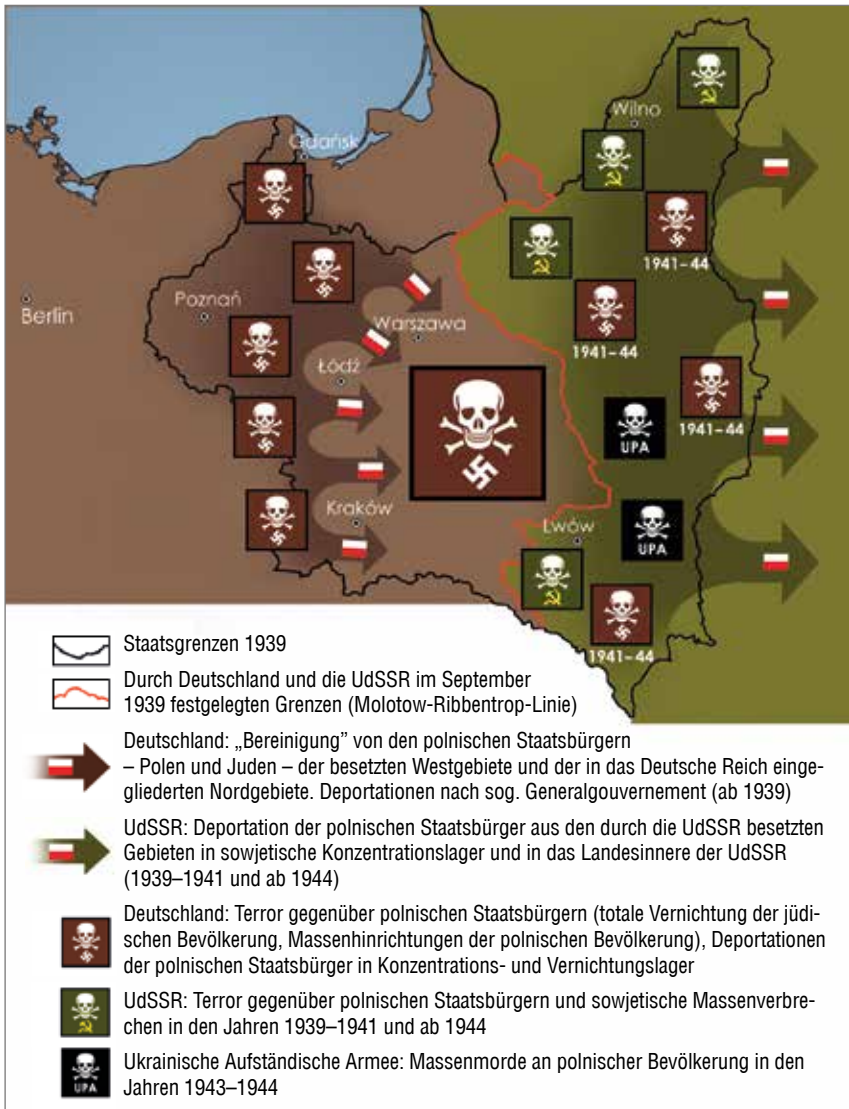 Wilno
Gdańsk
1941–44
Poznań
Berlin
Warszawa
1941–44
Łódź
1941–44
UPA
Kraków
Lwów
UPA
1941–44
Staatsgrenzen 1939
Durch Deutschland und die UdSSR im September
1939 festgelegten Grenzen (Molotow-Ribbentrop-Linie)
Deutschland: „Bereinigung” von den polnischen Staatsbürgern
– Polen und Juden – der besetzten Westgebiete und der in das Deutsche Reich einge-
gliederten Nordgebiete. Deportationen nach sog. Generalgouvernement (ab 1939)
UdSSR: Deportation der polnischen Staatsbürger aus den durch die UdSSR besetzten
Gebieten in sowjetische Konzentrationslager und in das Landesinnere der UdSSR
(1939–1941 und ab 1944)
Deutschland: Terror gegenüber polnischen Staatsbürgern (totale Vernichtung der jüdi-
schen Bevölkerung, Massenhinrichtungen der polnischen Bevölkerung), Deportationen
der polnischen Staatsbürger in Konzentrations- und Vernichtungslager
UdSSR: Terror gegenüber polnischen Staatsbürgern und sowjetische Massenverbre-
chen in den Jahren 1939–1941 und ab 1944
UPA
Ukrainische Aufständische Armee: Massenmorde an polnischer Bevölkerung in den
Jahren 1943–1944